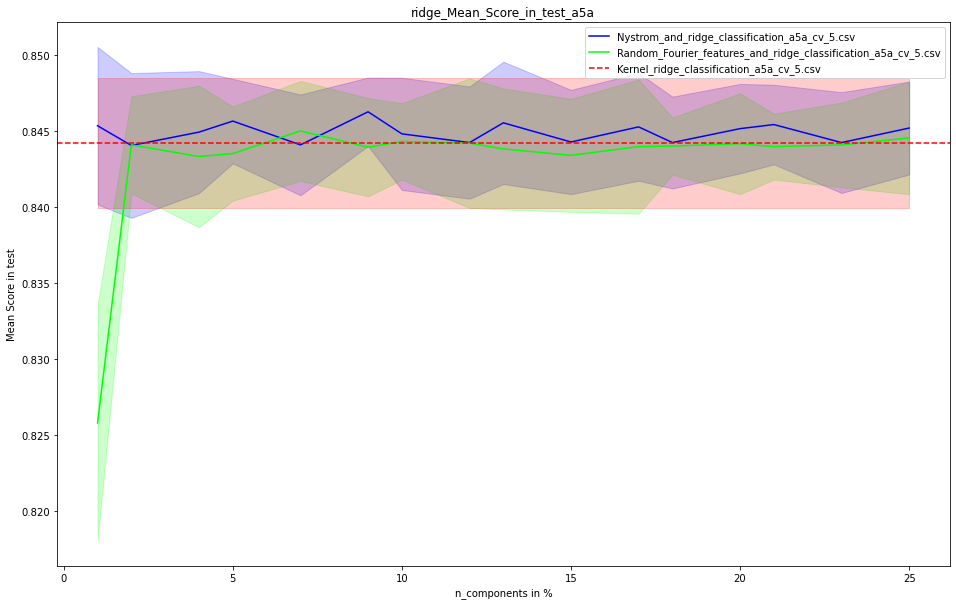 ridge_Mean_Score_in_test_a5a
Nystrom_and_ridge_classification_a5a_cv_5.csv
Random_Fourier_features_and_ridge_classification_a5a_cv_5.csv
Kernel_ridge_classification_a5a_cv_5.csv
Mean Score in test
0.850
0.845
0.840
0.835
0.830
0.825
0.820
0 5 10 15 20 25
n_components in %